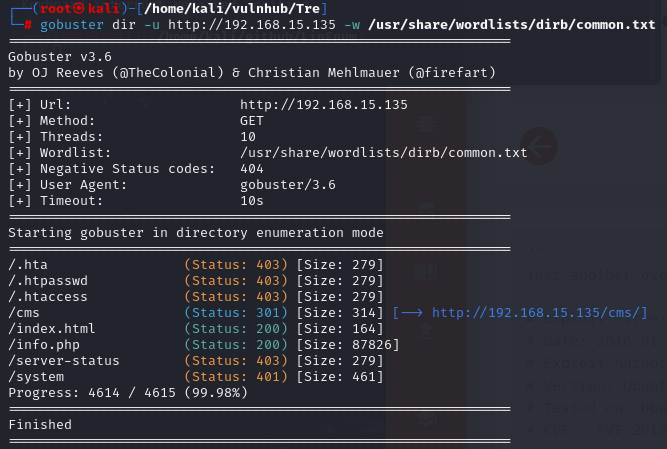 ┌──(root㉿kali)-[/home/kali/vulnhub/Tre]
└─# gobuster dir -u http://192.168.15.135 -w /usr/share/wordlists/dirb/common.txt
===============================================================
Gobuster v3.6
by OJ Reeves (@TheColonial) & Christian Mehlmauer (@firefart)
===============================================================
[+] Url:                     http://192.168.15.135
[+] Method:                  GET
[+] Threads:                 10
[+] Wordlist:                /usr/share/wordlists/dirb/common.txt
[+] Negative Status codes:   404
[+] User Agent:              gobuster/3.6
[+] Timeout:                 10s
===============================================================
Starting gobuster in directory enumeration mode
===============================================================
/.hta                 (Status: 403) [Size: 279]
/.htpasswd            (Status: 403) [Size: 279]
/.htaccess            (Status: 403) [Size: 279]
/cms                  (Status: 301) [Size: 314] [--> http://192.168.15.135/cms/]
/index.html           (Status: 200) [Size: 164]
/info.php             (Status: 200) [Size: 87826]
/server-status        (Status: 403) [Size: 279]
/system               (Status: 401) [Size: 461]
Progress: 4614 / 4615 (99.98%)
===============================================================
Finished
===============================================================